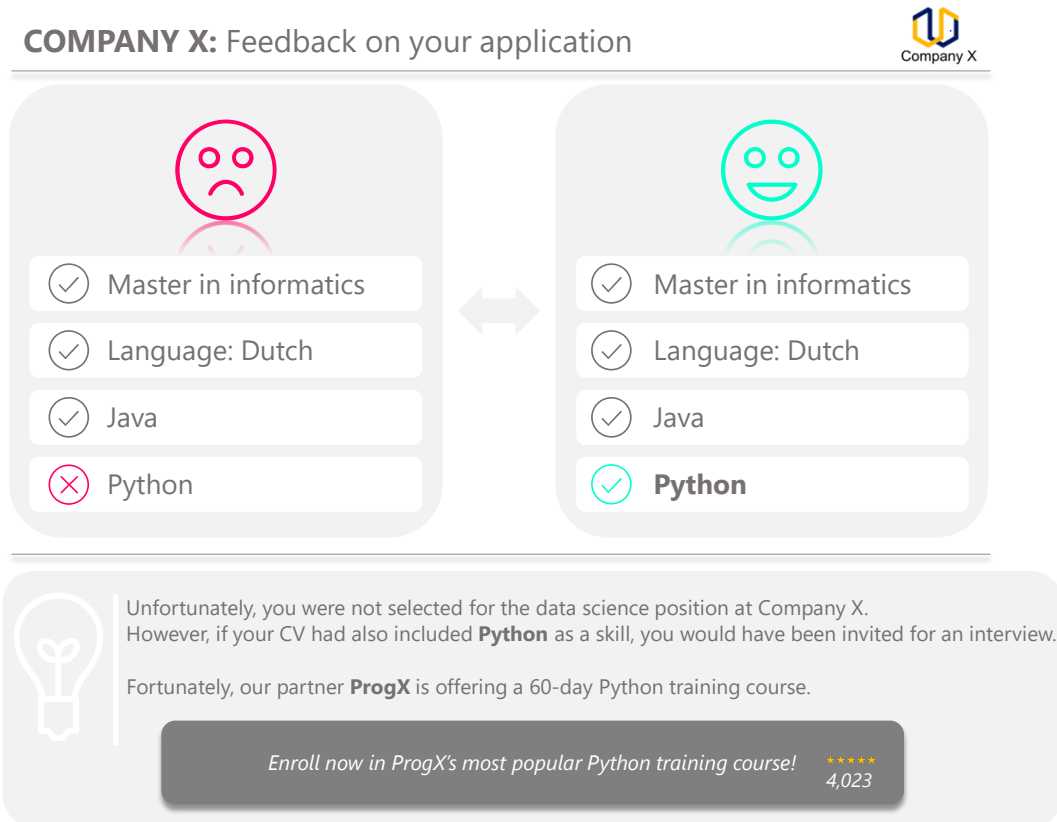 COMPANY X: Feedback on your application
Company X
Master in informatics
Language: Dutch
Java
Python
Master in informatics
Language: Dutch
Java
Python
Unfortunately, you were not selected for the data science position at Company X.
However, if your CV had also included Python as a skill, you would have been invited for an interview.
Fortunately, our partner ProgX is offering a 60-day Python training course.
Enroll now in ProgX's most popular Python training course!
4,023